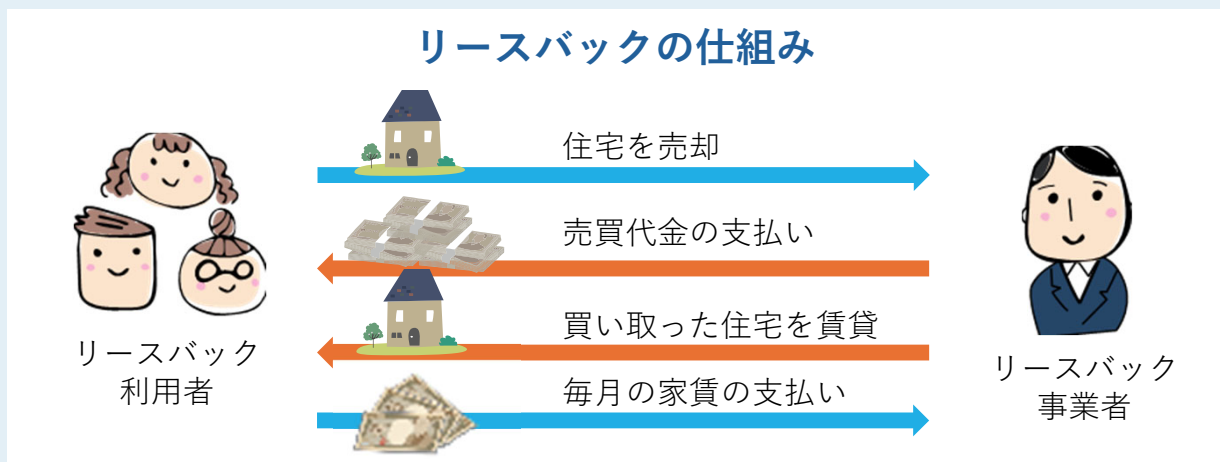 リースバックの仕組み
住宅を売却
売買代金の支払い
買い取った住宅を賃貸
毎月の家賃の支払い
リースバック
利用者
リースバック
事業者